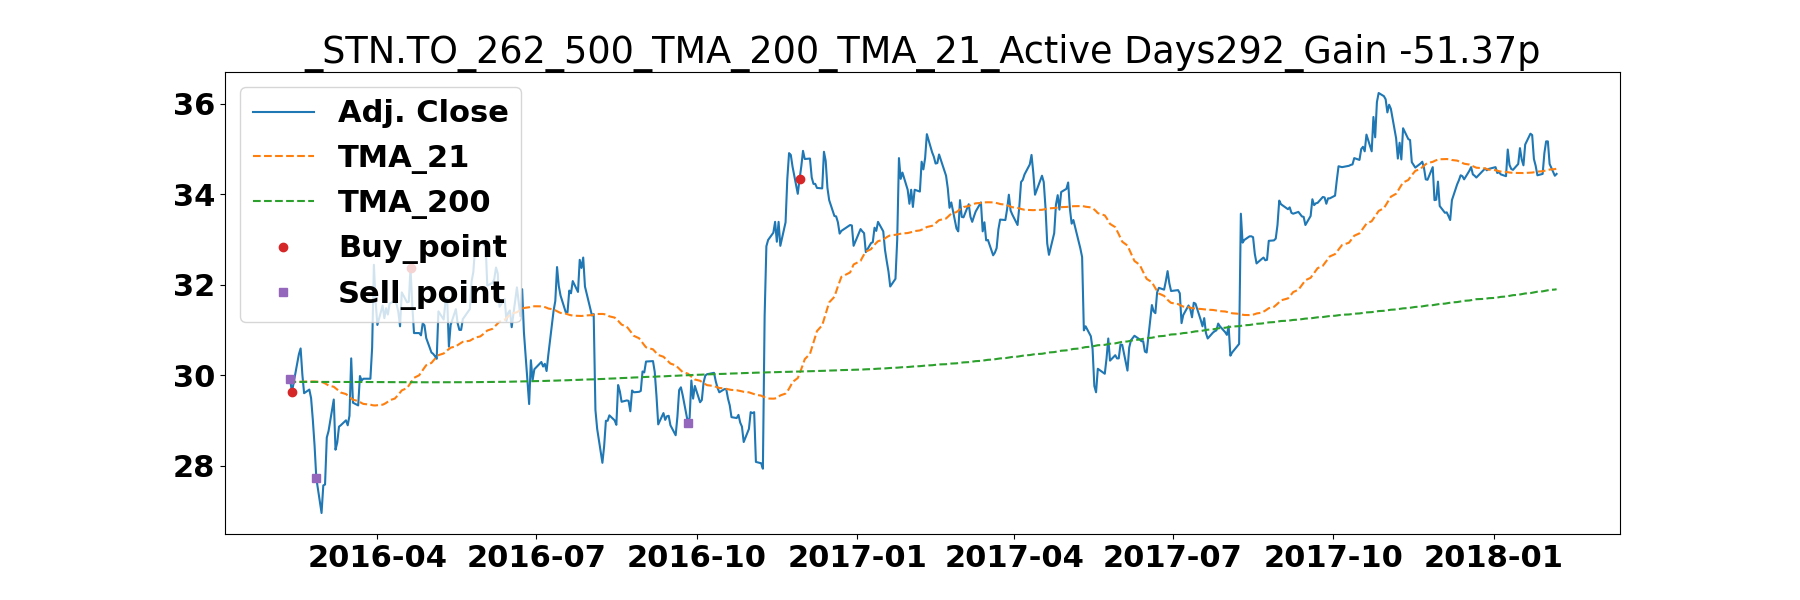 _STN.TO_262_500_TMA_200_TMA_21_Active Days292_Gain -51.37p
36
34
32
30
28
Adj. Close
TMA_21
TMA_200
Buy_point
Sell_point
2016-04 2016-07 2016-10 2017-01 2017-04 2017-07 2017-10 2018-01